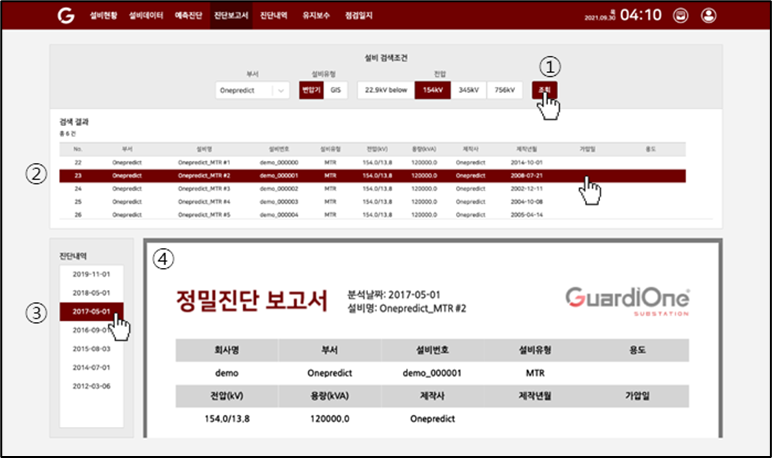 G 설비현황 설비데이터 예측진단 진단보고서 진단내역 유지보수 점검일지 2021.09.30 목 04:10
설비 검색조건
부서 설비유형 전압 ①
Onepredict 변압기 GIS 22.9kV below 154kV 345kV 756kV 조회
검색 결과
총 6 건
No. 부서 설비명 설비번호 설비유형 전압(kV) 용량(kVA) 제작사 제작년월 가압일 용도
22 Onepredict Onepredict_MTR #1 demo_000000 MTR 154.0/13.8 120000.0 Onepredict 2014-10-01
② 23 Onepredict Onepredict_MTR #2 demo_000001 MTR 154.0/13.8 120000.0 Onepredict 2008-07-21
24 Onepredict Onepredict_MTR #3 demo_000002 MTR 154.0/13.8 120000.0 Onepredict 2002-12-11
25 Onepredict Onepredict_MTR #4 demo_000003 MTR 154.0/13.8 120000.0 Onepredict 2004-10-08
26 Onepredict Onepredict_MTR #5 demo_000004 MTR 154.0/13.8 120000.0 Onepredict 2005-04-14
진단내역
2019-11-01
2018-05-01
③ 2017-05-01
2016-09-01
2015-08-03
2014-07-01
2012-03-06
④
정밀진단 보고서
분석날짜: 2017-05-01
설비명: Onepredict_MTR #2
GuardiOne®
SUBSTATION
회사명 부서 설비번호 설비유형 용도
demo Onepredict demo_000001 MTR
전압(kV) 용량(kVA) 제작사 제작년월 가압일
154.0/13.8 120000.0 Onepredict